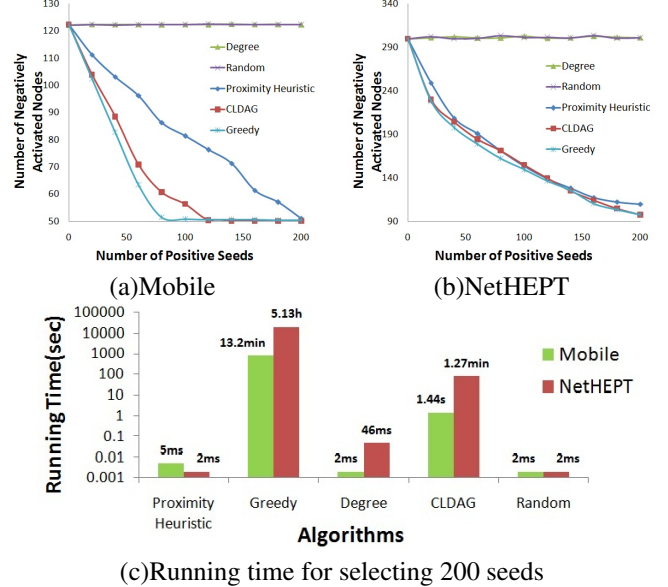 130
120
110
100
90
80
70
60
50
0
50
100
150
200
Number of Negatively
Activated Nodes
Number of Positive Seeds
Degree
Random
Proximity Heuristic
CLDAG
Greedy
(a)Mobile
340
290
240
190
140
90
0
50
100
150
200
Number of Negatively
Activated Nodes
Number of Positive Seeds
Degree
Random
Proximity Heuristic
CLDAG
Greedy
(b)NetHEPT
Running Time(sec)
100000
10000
1000
100
10
1
0.1
0.01
0.001
5ms
2ms
13.2min
5.13h
2ms
46ms
1.44s
1.27min
2ms
2ms
Mobile
NetHEPT
Proximity
Heuristic
Greedy
Degree
CLDAG
Random
Algorithms
(c)Running time for selecting 200 seeds